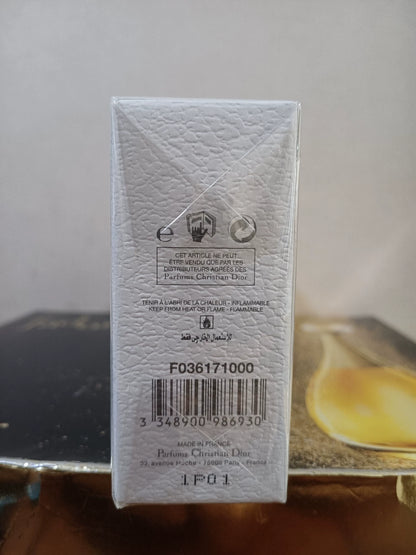 e
CET ARTICLE NE PEUT
ÊTRE VENDU QUE PAR LES
DISTRIBUTEURS AGRÉÉS DES
Parfums Christian Dior
TENIR À L'ABRI DE LA CHALEUR - INFLAMMABLE
KEEP FROM HEAT OR FLAME - FLAMMABLE
للاستعمال الخارجي فقط
F036171000
3 348900 986930
MADE IN FRANCE
Parfums Christian Dior
33, avenue Hoche - 75008 Paris - France
1P01